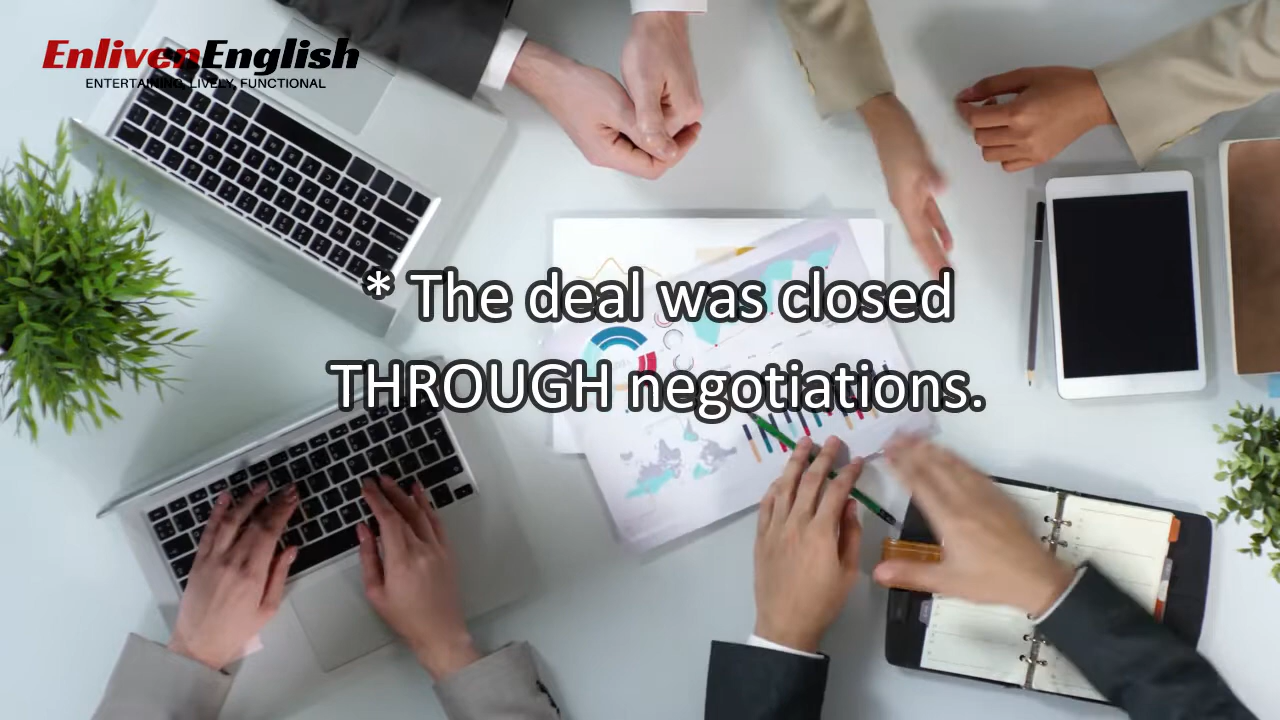 EnlivenEnglish
ENTERTAINING, LIVELY, FUNCTIONAL
* The deal was closed
THROUGH negotiations.